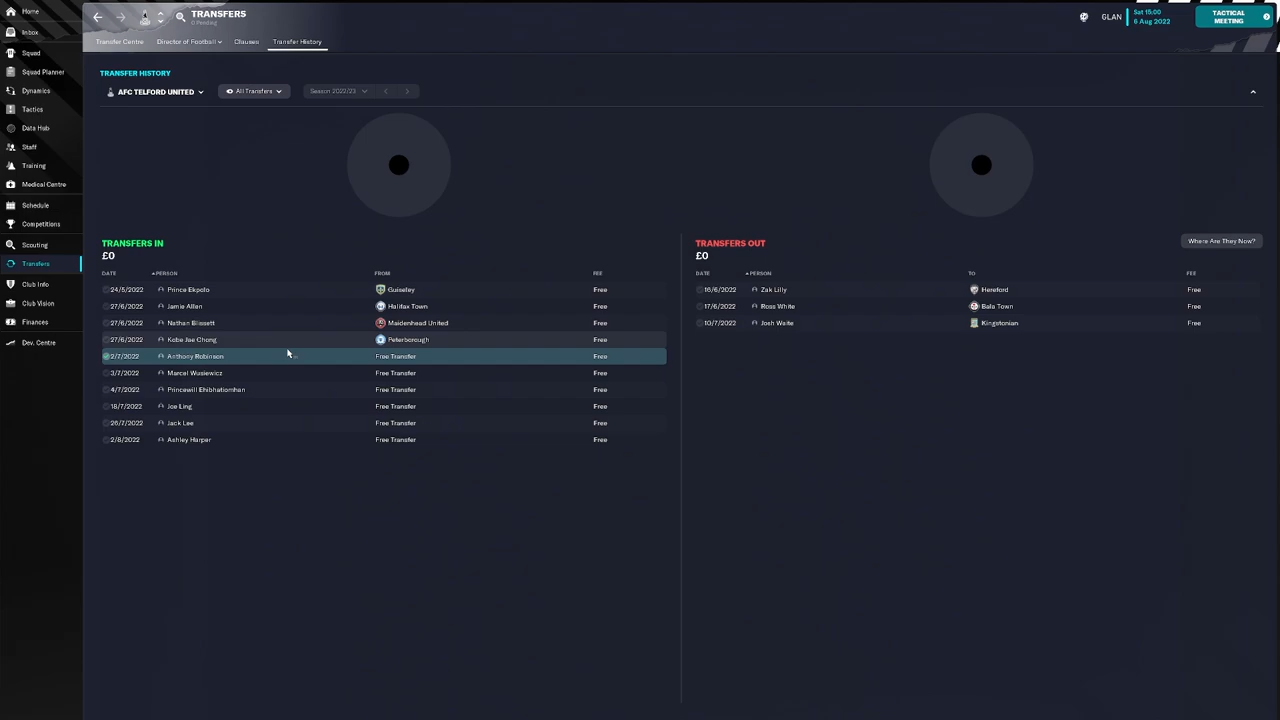 Home
Inbox
Squad
Squad Planner
Dynamics
Tactics
Data Hub
Staff
Training
Medical Centre
Schedule
Competitions
Scouting
Transfers
Club Info
Club Vision
Finances
Dev. Centre
TRANSFERS
0 Pending
GLAN
Sat 15:00
6 Aug 2022
TACTICAL
MEETING
Transfer Centre
Director of Football
Clauses
Transfer History
TRANSFER HISTORY
AFC TELFORD UNITED
All Transfers
Season 2022/23
TRANSFERS IN
£0
DATE PERSON FROM FEE
24/5/2022 Prince Ekpolo Guiseley Free
27/6/2022 Jamie Allen Halifax Town Free
27/6/2022 Nathan Blissett Maidenhead United Free
27/6/2022 Kobe Jae Chong Peterborough Free
2/7/2022 Anthony Robinson Free Transfer Free
3/7/2022 Marcel Wusiewicz Free Transfer Free
4/7/2022 Princewill Ehibhatiomhan Free Transfer Free
18/7/2022 Joe Ling Free Transfer Free
26/7/2022 Jack Lee Free Transfer Free
2/8/2022 Ashley Harper Free Transfer Free
TRANSFERS OUT
£0
Where Are They Now?
DATE PERSON TO FEE
16/6/2022 Zak Lilly Hereford Free
17/6/2022 Ross White Bala Town Free
10/7/2022 Josh Waite Kingstonian Free